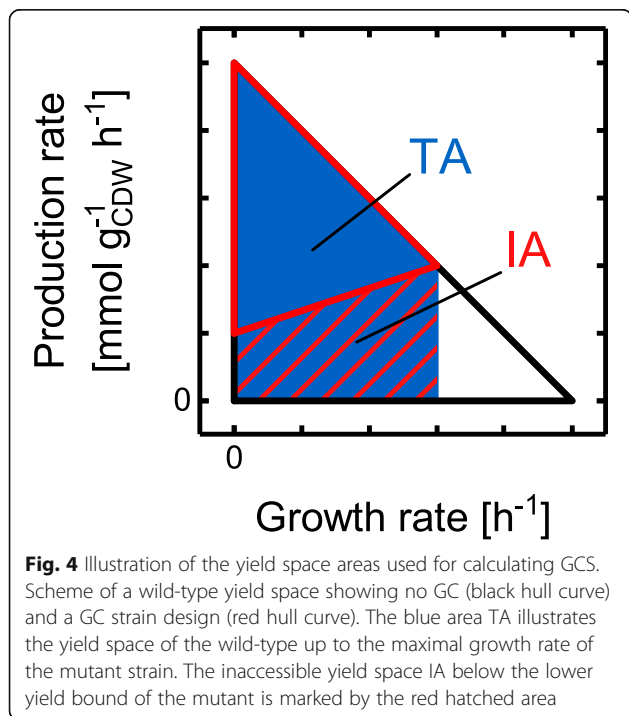 Production rate
[mmol g⁻¹CDW h⁻¹]
TA
IA
0
0
Growth rate [h⁻¹]
Fig. 4 Illustration of the yield areas used for calculating GCS.
Scheme of a wild-type yield space showing no GC (black hull curve)
and a GC strain design (red hull curve). The blue area TA illustrates
the yield space of the wild-type up to the maximal growth rate of
the mutant strain. The inaccessible yield space IA below the lower
yield bound of the mutant is marked by the red hatched area